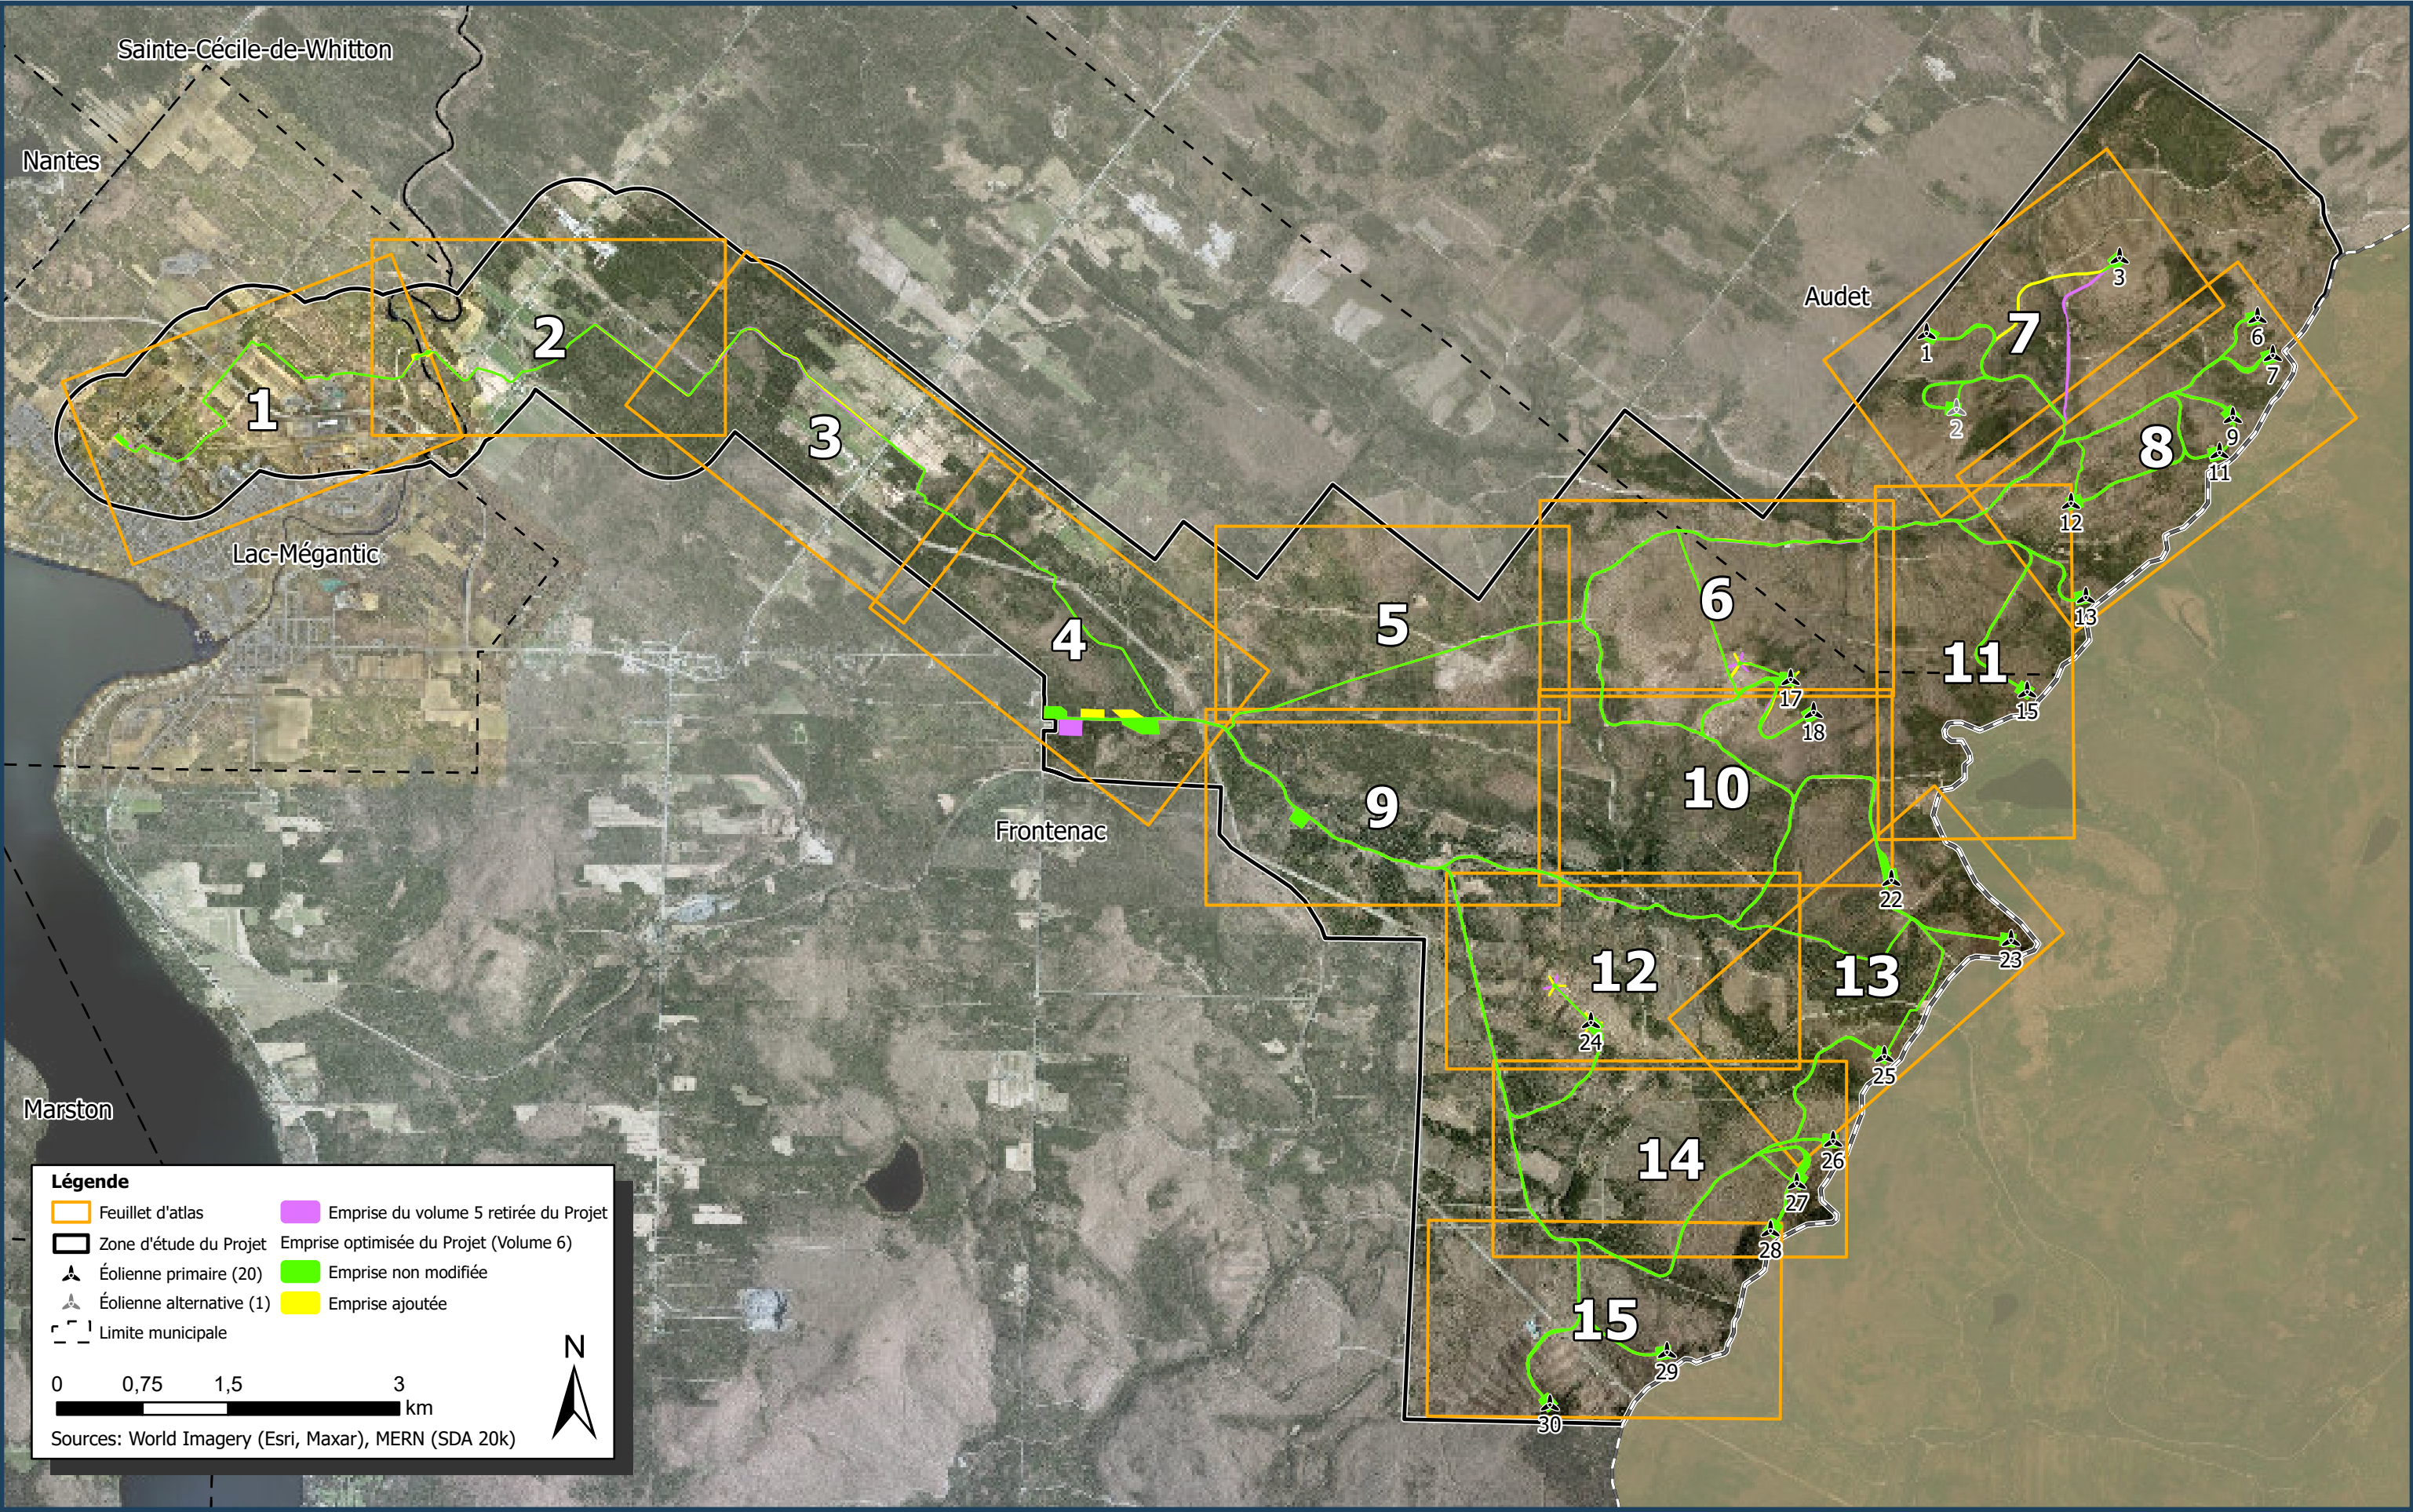 Sainte-Cécile-de-Whitton
Nantes
Audet
3
7
6
1
7
2
9
8
11
2
1
3
12
Lac-Mégantic
5
6
13
4
11
17
15
18
10
9
Frontenac
22
23
12
13
24
25
Marston
14
26
27
28
15
29
30
Légende
Feuillet d'atlas
Zone d'étude du Projet
Éolienne primaire (20)
Éolienne alternative (1)
Limite municipale
Emprise du volume 5 retirée du Projet
Emprise optimisée du Projet (Volume 6)
Emprise non modifiée
Emprise ajoutée
N
0 0,75 1,5 3
km
Sources: World Imagery (Esri, Maxar), MERN (SDA 20k)